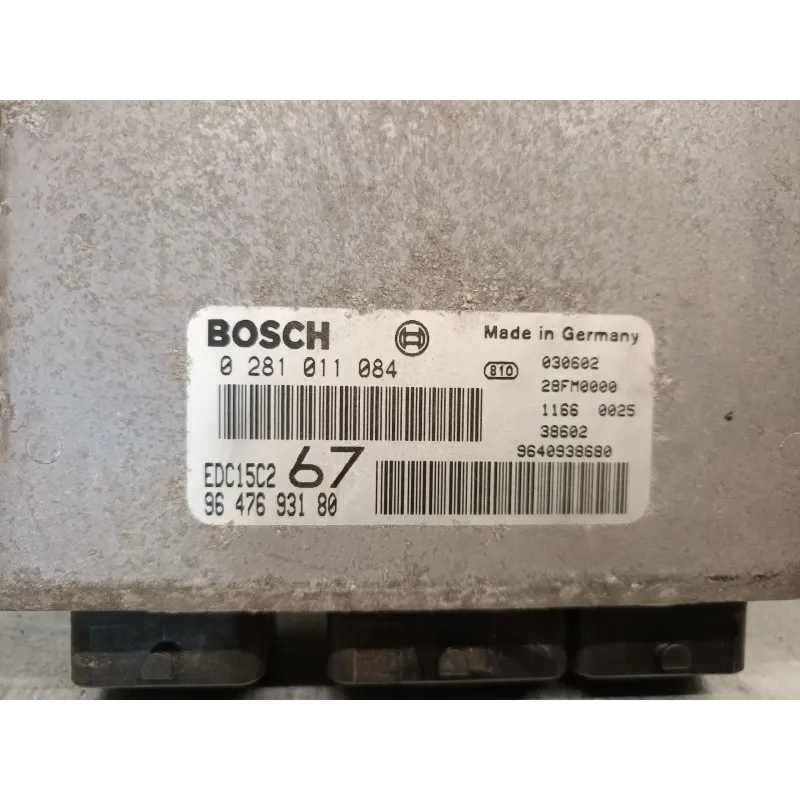 BOSCH
Made in Germany
0 281 011 084
810
030602
28FM0000
1166 0025
38602
9640938680
EDC15C2 67
96 476 931 80